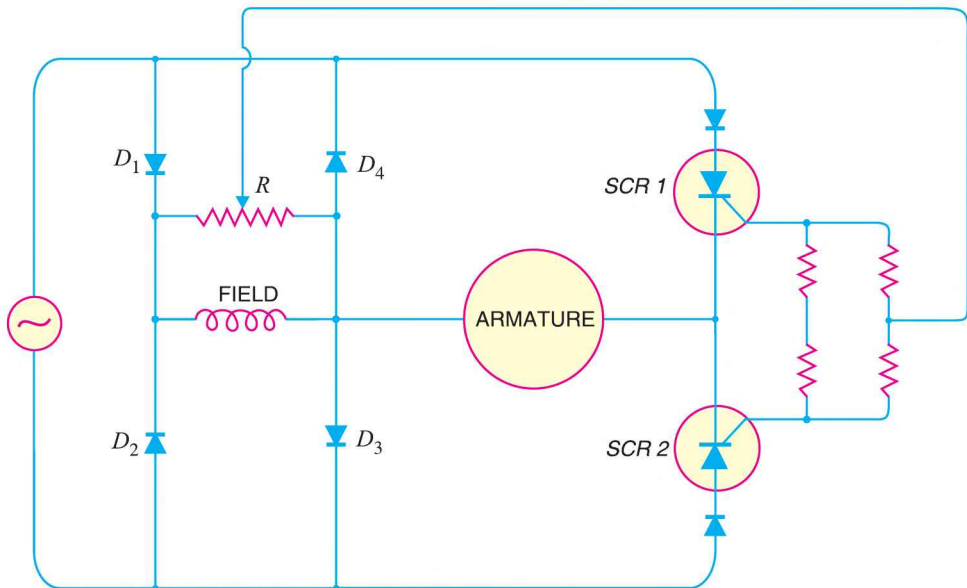 D1
D4
R
SCR 1
FIELD
ARMATURE
D2
D3
SCR 2